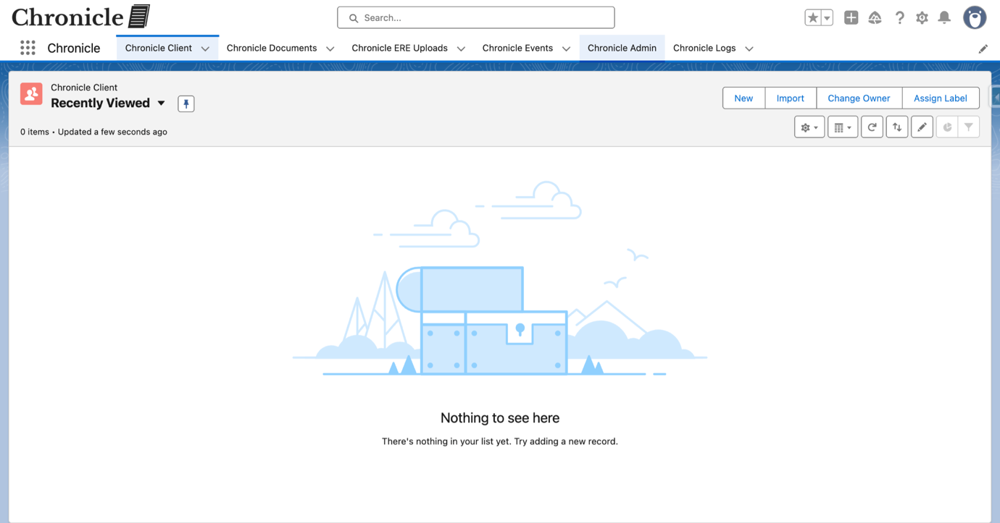 Chronicle
Search...
Chronicle
Chronicle Client
Chronicle Documents
Chronicle ERE Uploads
Chronicle Events
Chronicle Admin
Chronicle Logs
Chronicle Client
Recently Viewed
New
Import
Change Owner
Assign Label
0 items • Updated a few seconds ago
Nothing to see here
There's nothing in your list yet. Try adding a new record.